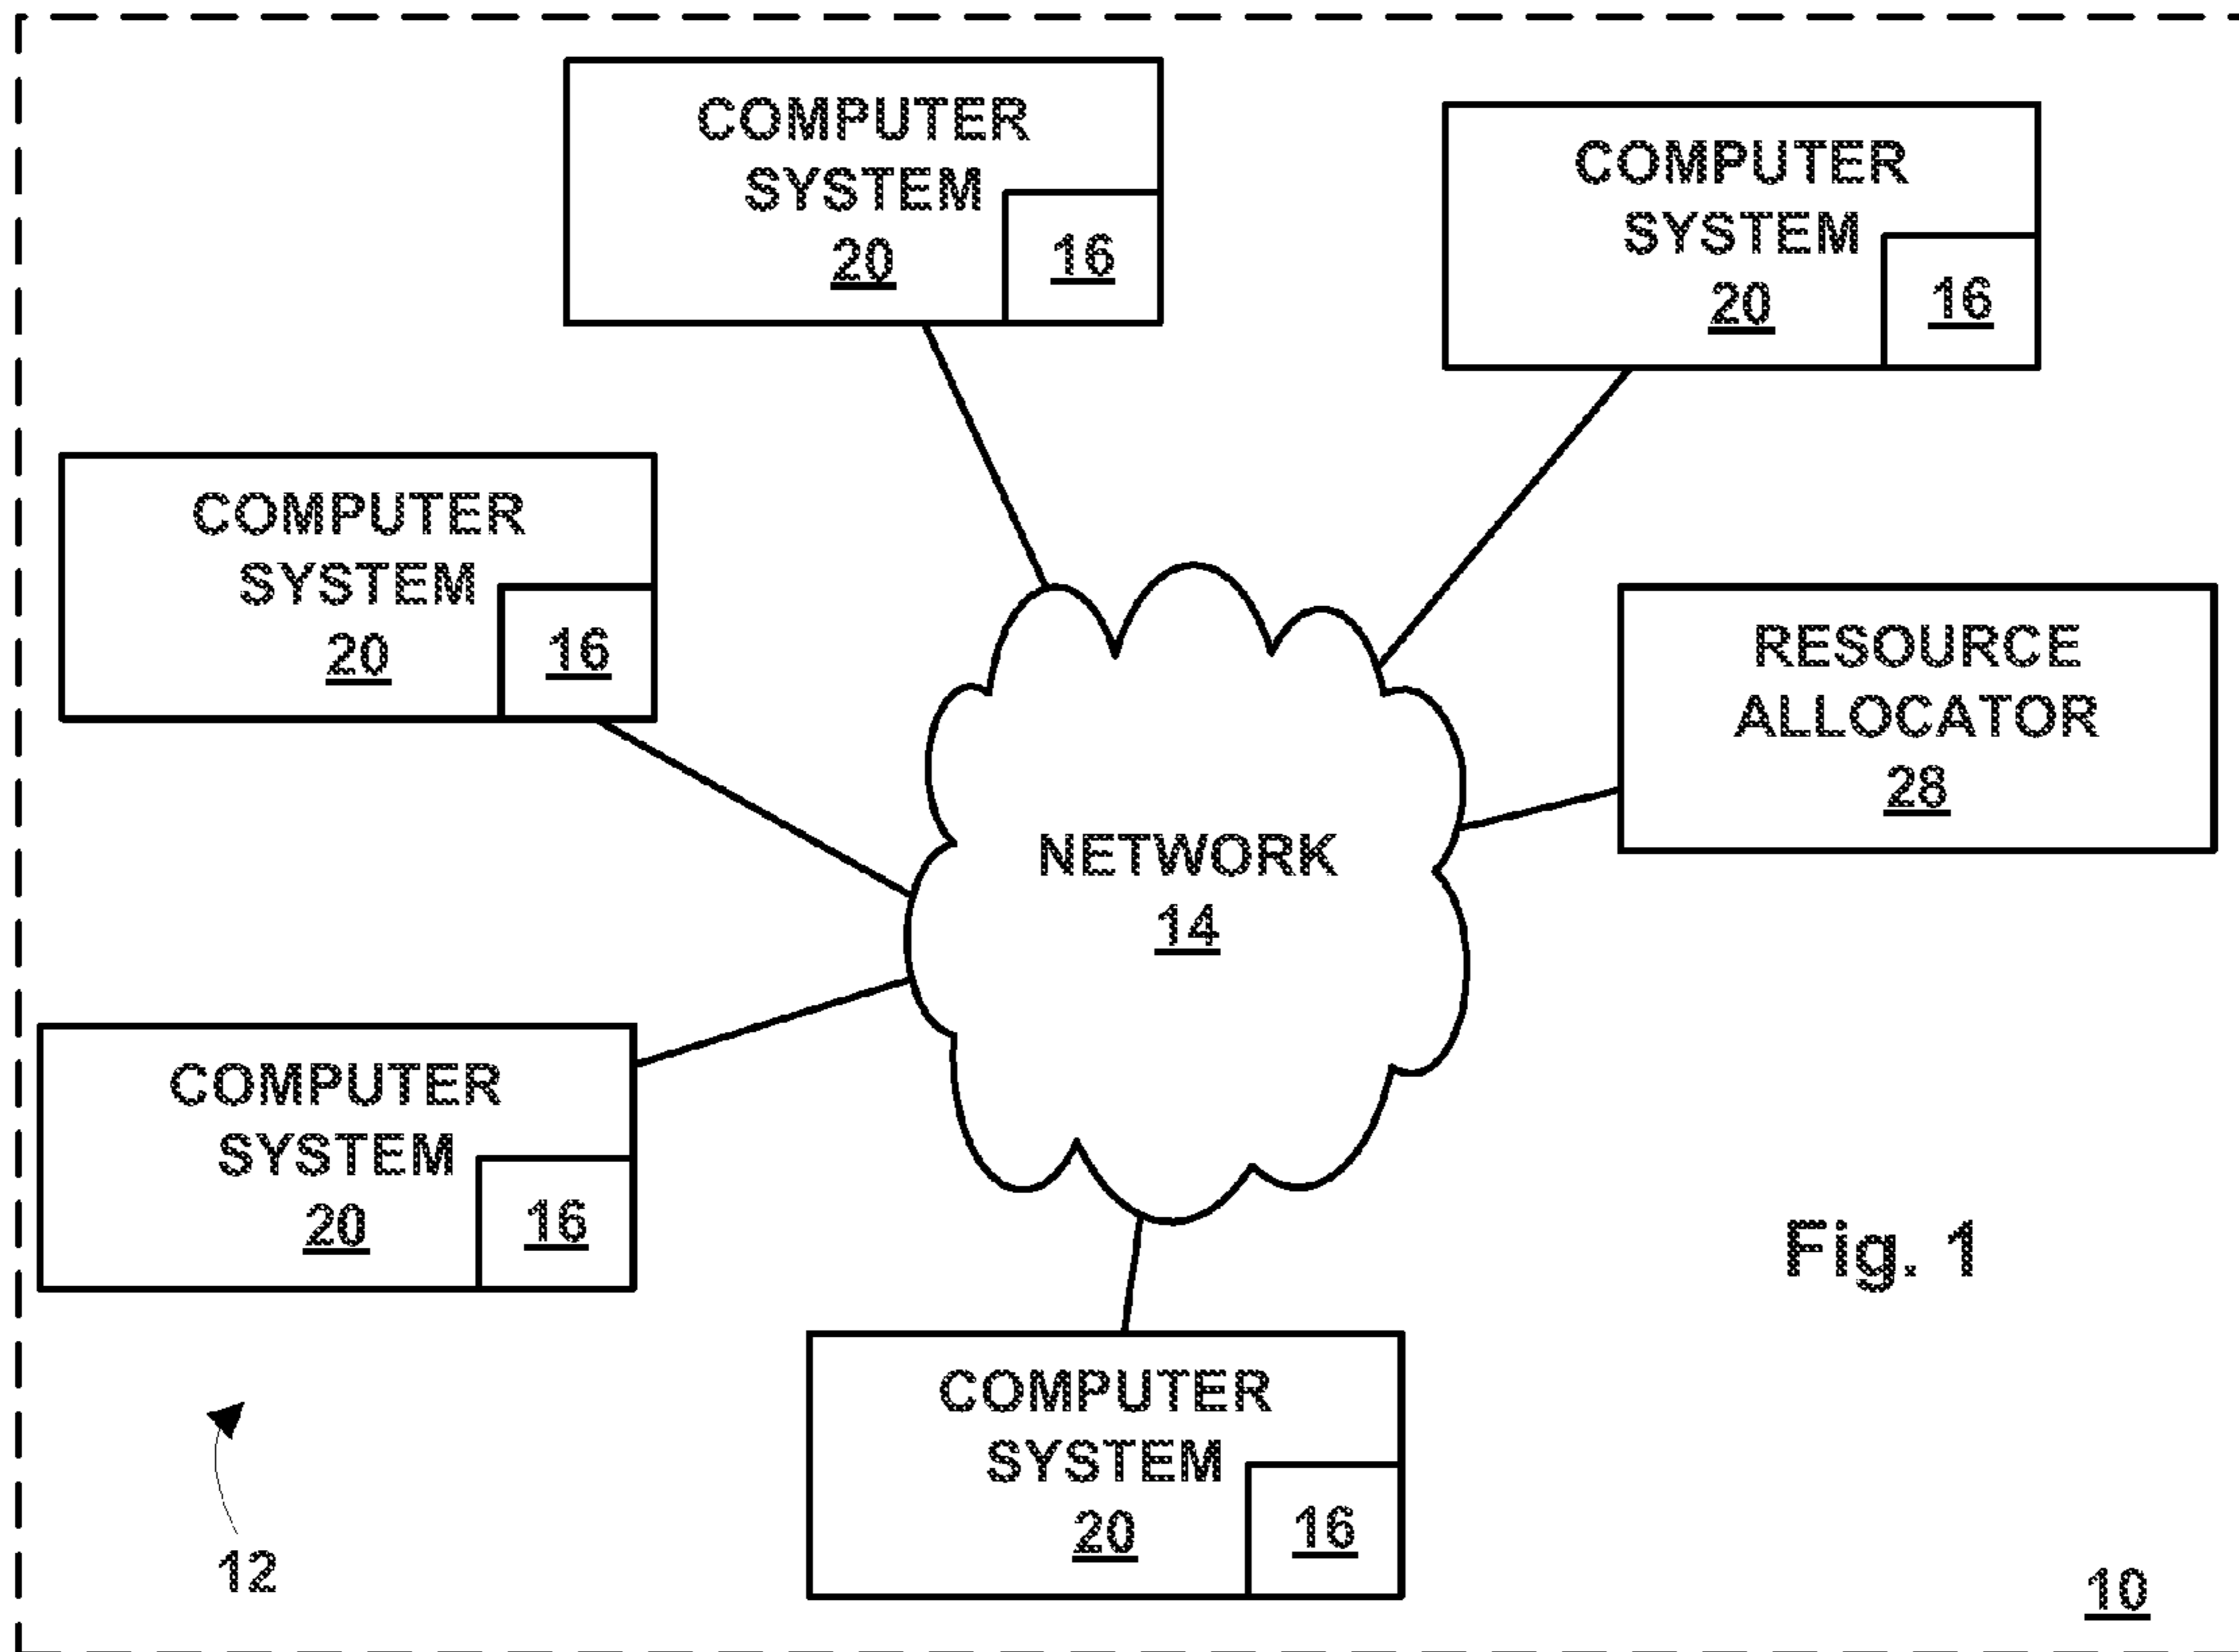 COMPUTER
SYSTEM
20
16
COMPUTER
SYSTEM
20
16
COMPUTER
SYSTEM
20
16
RESOURCE
ALLOCATOR
28
NETWORK
14
COMPUTER
SYSTEM
20
16
Fig. 1
COMPUTER
SYSTEM
20
16
12
10